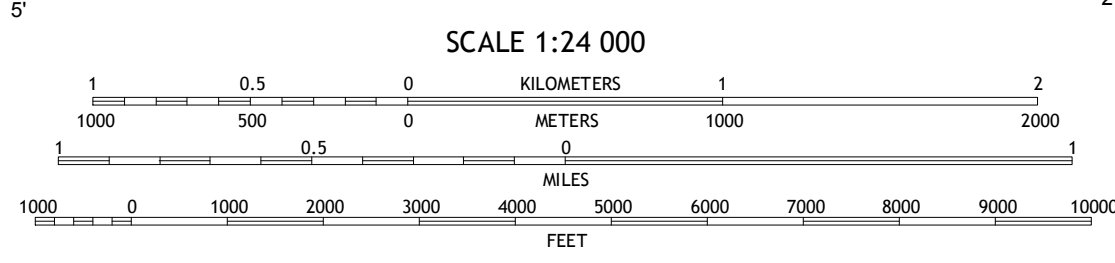 5'
2
SCALE 1:24 000
1 0.5 0 KILOMETERS 1 2
1000 500 0 METERS 1000 2000
1 0.5 0 1
MILES
1000 0 1000 2000 3000 4000 5000 6000 7000 8000 9000 10000
FEET